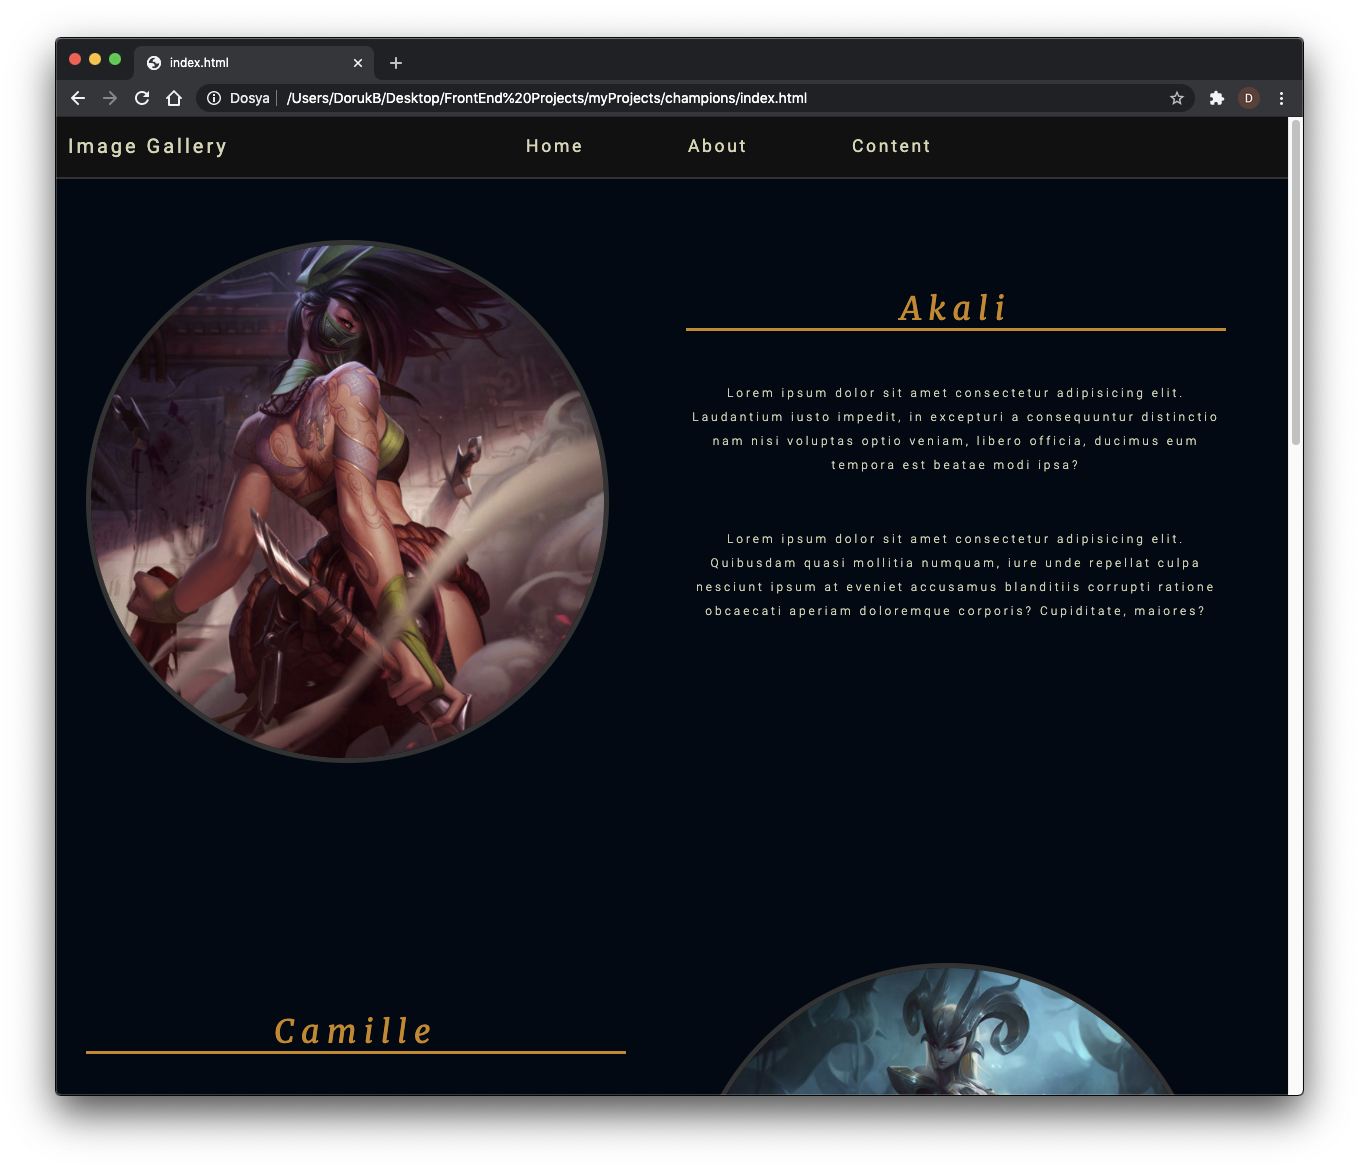 index.html
Dosya
/Users/DorukB/Desktop/FrontEnd%20Projects/myProjects/champions/index.html
D
Image Gallery
Home
About
Content
Akali
Lorem ipsum dolor sit amet consectetur adipisicing elit.
Laudantium iusto impedit, in excepturi a consequuntur distinctio
nam nisi voluptas optio veniam, libero officia, ducimus eum
tempora est beatae modi ipsa?
Lorem ipsum dolor sit amet consectetur adipisicing elit.
Quibusdam quasi mollitia numquam, iure unde repellat culpa
nesciunt ipsum at eveniet accusamus blanditiis corrupti ratione
obcaecati aperiam doloremque corporis? Cupiditate, maiores?
Camille